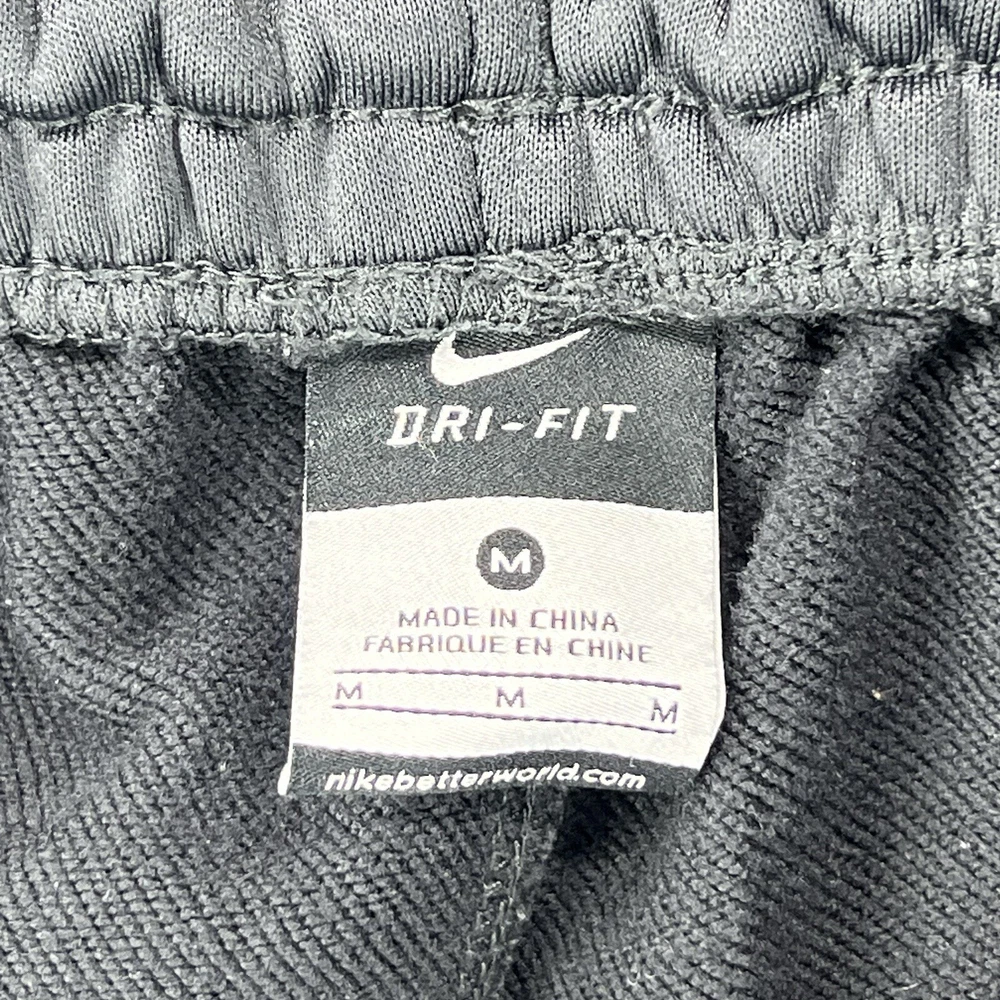 DRI-FIT
M
MADE IN CHINA
FABRIQUE EN CHINE
M M M
nikebetterworld.com